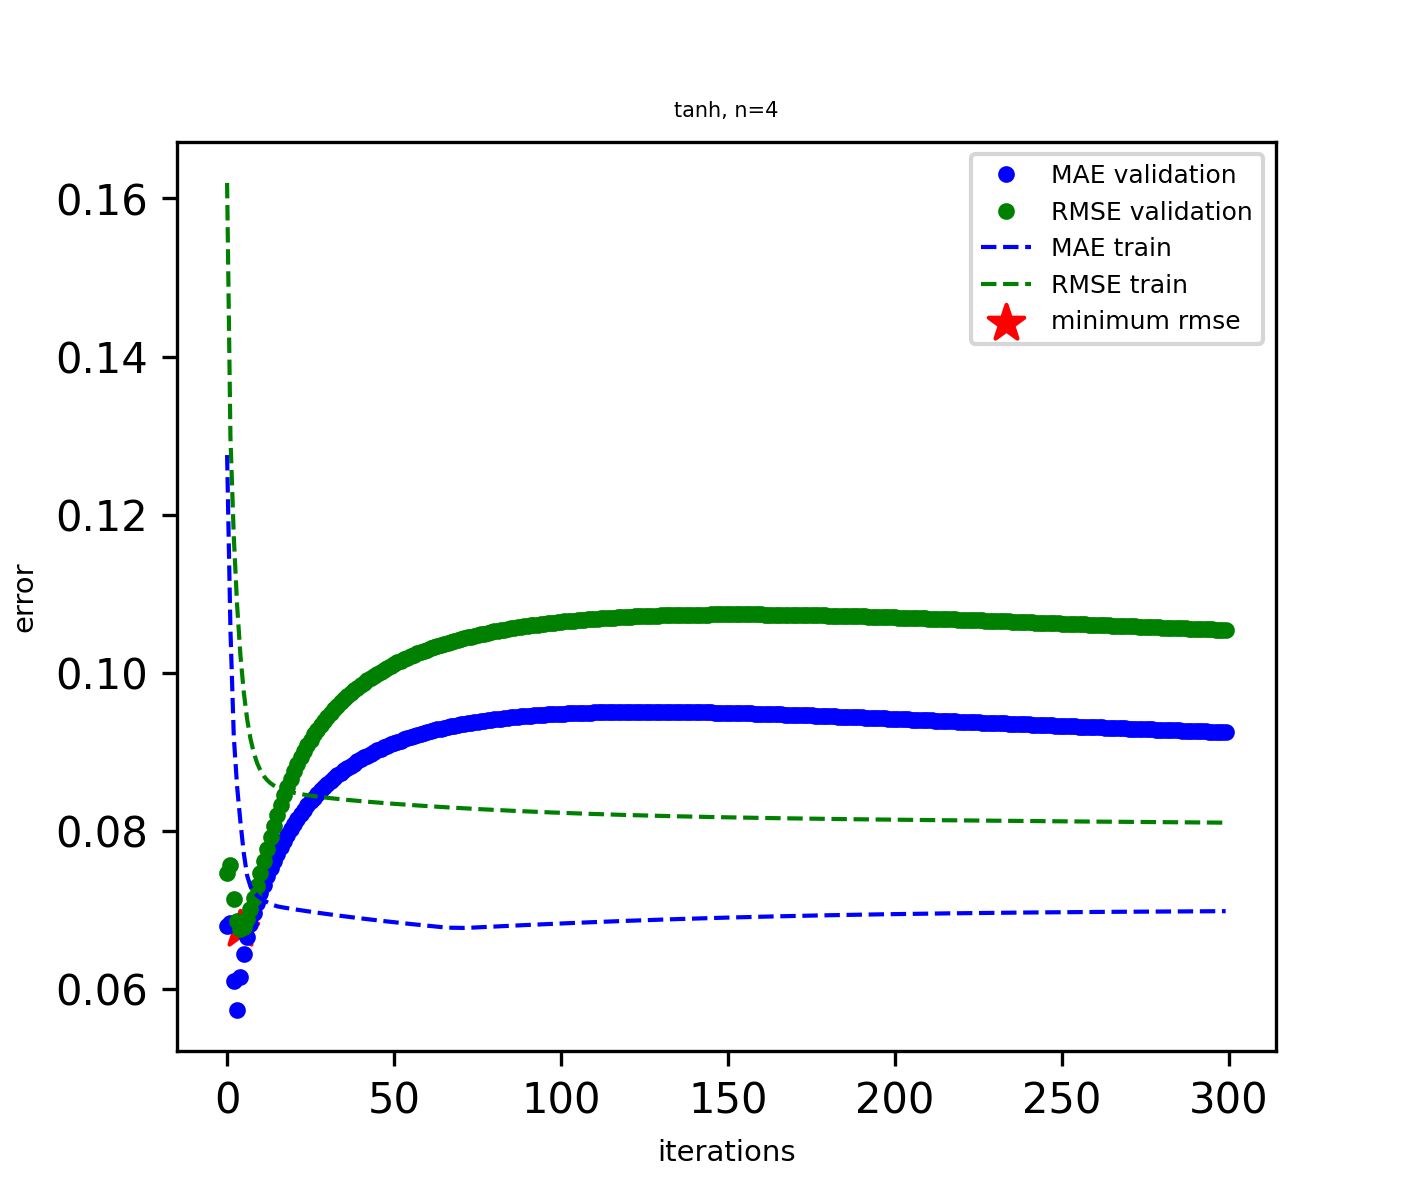 tanh, n=4
MAE validation
RMSE validation
MAE train
RMSE train
minimum rmse
error
0.16
0.14
0.12
0.10
0.08
0.06
0 50 100 150 200 250 300
iterations